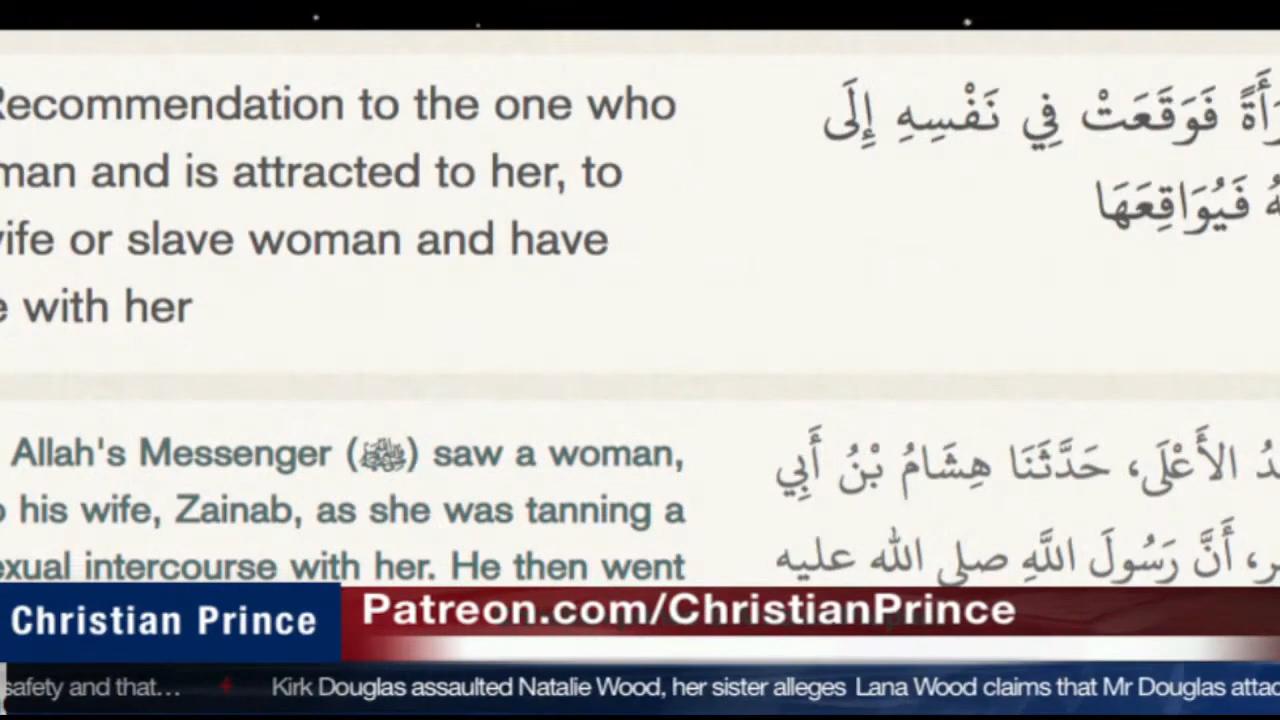 Recommendation to the one who
man and is attracted to her, to
wife or slave woman and have
e with her
أَةً فَوَقَعَتْ فِي نَفْسِهِ إِلَى
هُ فَيُوَاقِعَهَا
Allah's Messenger (ﷺ) saw a woman,
o his wife, Zainab, as she was tanning a
exual intercourse with her. He then went
دُ الأَعْلَى، حَدَّثَنَا هِشَامُ بْنُ أَبِي
ر، أَنَّ رَسُولَ اللَّهِ صلى الله عليه
Christian Prince
Patreon.com/ChristianPrince
safety and that... Kirk Douglas assaulted Natalie Wood, her sister alleges Lana Wood claims that Mr Douglas attac